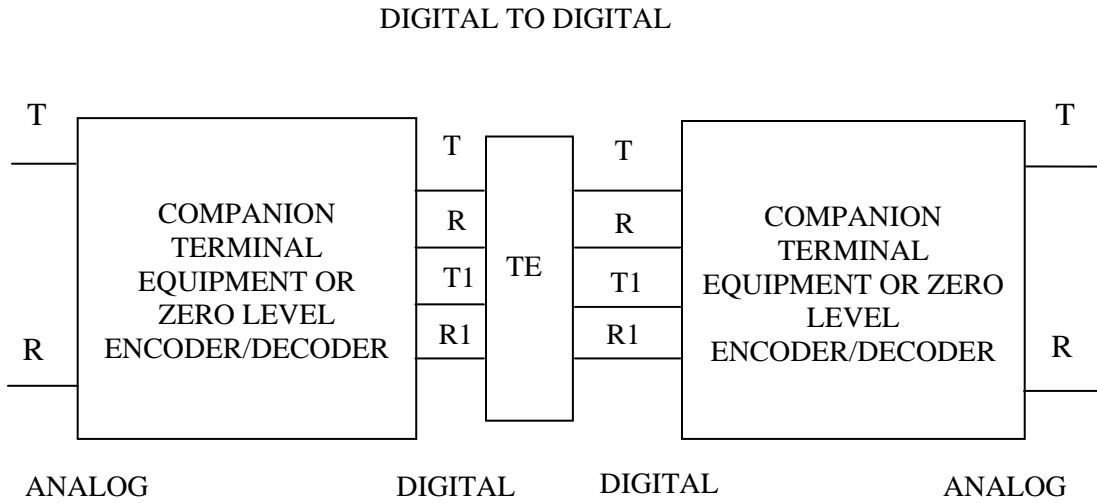 DIGITAL TO DIGITAL
T
R
COMPANION
TERMINAL
EQUIPMENT OR
ZERO LEVEL
ENCODER/DECODER
T
R
T1
R1
TE
T
R
T1
R1
COMPANION
TERMINAL
EQUIPMENT OR ZERO
LEVEL
ENCODER/DECODER
T
R
ANALOG
DIGITAL
DIGITAL
ANALOG